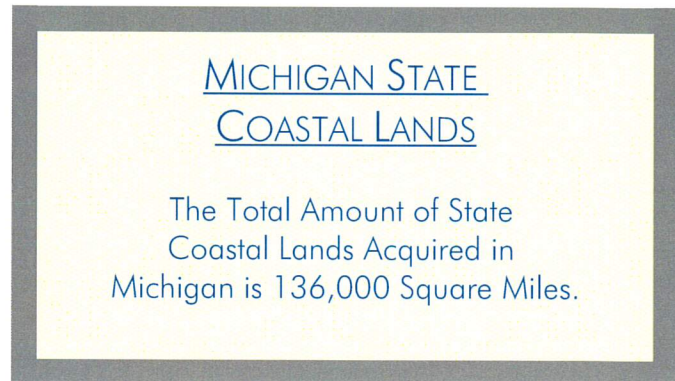 MICHIGAN STATE
COASTAL LANDS
The Total Amount of State
Coastal Lands Acquired in
Michigan is 136,000 Square Miles.